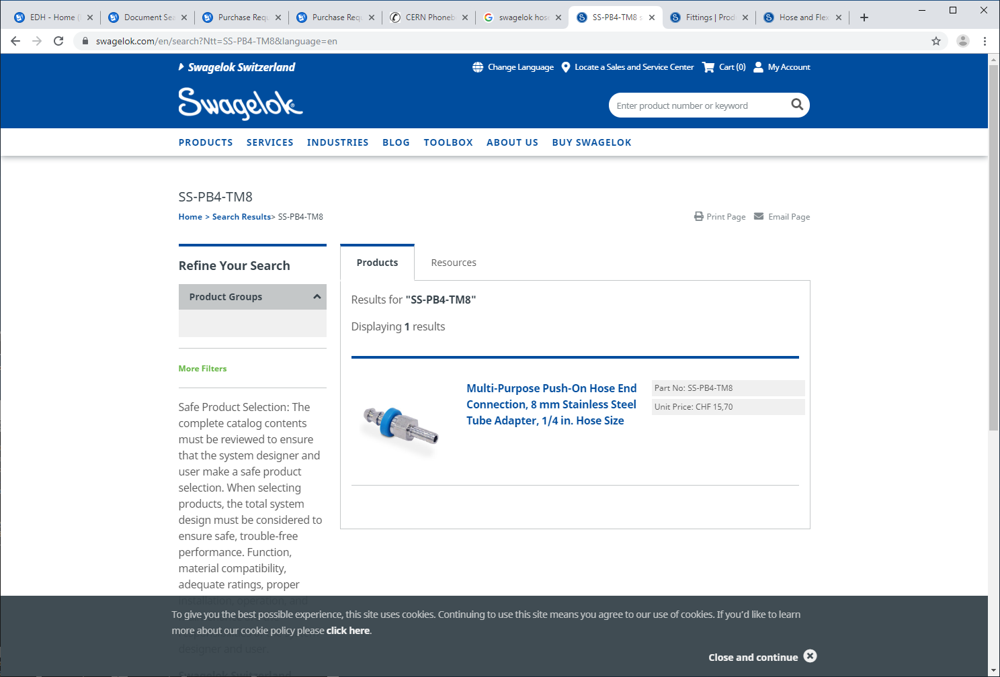 EDH - Home (
Document Sea
Purchase Requ
Purchase Requ
CERN Phoneb
swagelok hose
SS-PB4-TM8 s
Fittings | Prod
Hose and Flex
swagelok.com/en/search?Ntt=SS-PB4-TM8&language=en
Swagelok Switzerland
Change Language
Locate a Sales and Service Center
Cart (0)
My Account
Swagelok
Enter product number or keyword
PRODUCTS SERVICES INDUSTRIES BLOG TOOLBOX ABOUT US BUY SWAGELOK
SS-PB4-TM8
Home > Search Results> SS-PB4-TM8
Print Page
Email Page
Refine Your Search
Product Groups
More Filters
Safe Product Selection: The
complete catalog contents
must be reviewed to ensure
that the system designer and
user make a safe product
selection. When selecting
products, the total system
design must be considered to
ensure safe, trouble-free
performance. Function,
material compatibility,
adequate ratings, proper
installation, operation, and
designer and user.
Swagelok Switzerland
Products
Resources
Results for "SS-PB4-TM8"
Displaying 1 results
Multi-Purpose Push-On Hose End
Connection, 8 mm Stainless Steel
Tube Adapter, 1/4 in. Hose Size
Part No: SS-PB4-TM8
Unit Price: CHF 15,70
To give you the best possible experience, this site uses cookies. Continuing to use this site means you agree to our use of cookies. If you'd like to learn
more about our cookie policy please click here.
Close and continue